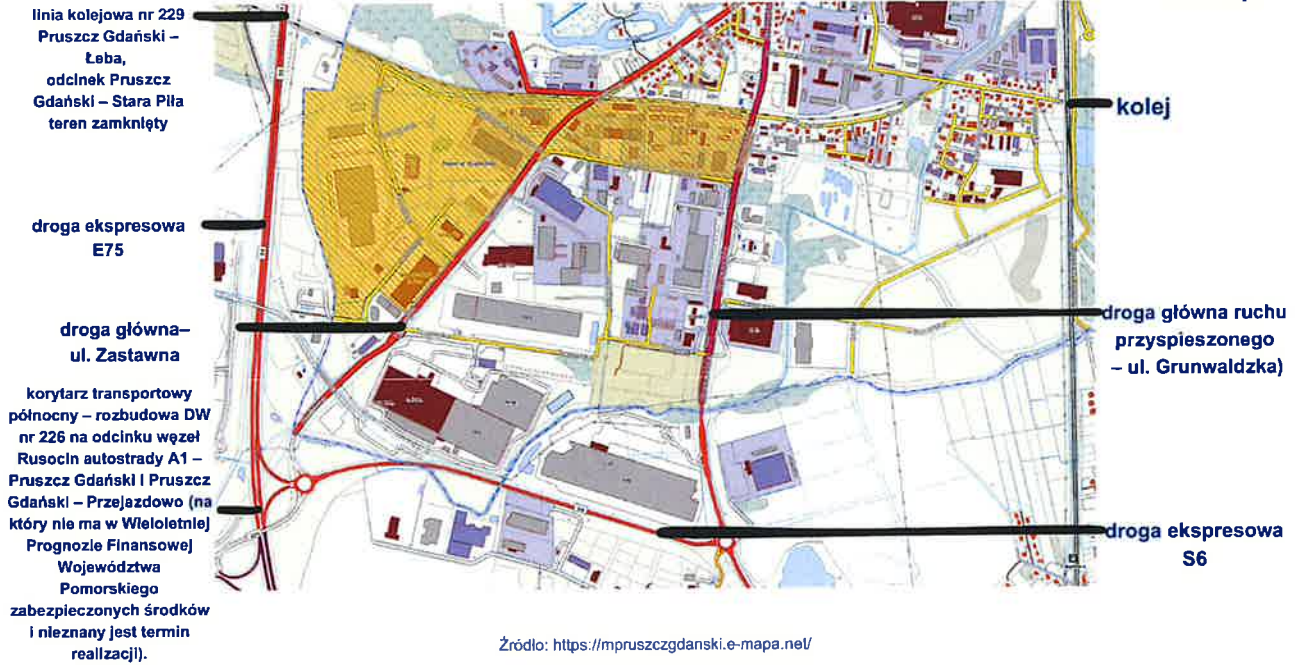 linia kolejowa nr 229
Pruszcz Gdański –
Łeba,
odcinek Pruszcz
Gdański – Stara Piła
teren zamknięty
droga ekspresowa
E75
droga główna–
ul. Zastawna
korytarz transportowy
północny – rozbudowa DW
nr 226 na odcinku węzeł
Rusocin autostrady A1 –
Pruszcz Gdański i Pruszcz
Gdański – Przejazdowo (na
który nie ma w Wieloletniej
Prognozie Finansowej
Województwa
Pomorskiego
zabezpieczonych środków
i nieznany jest termin
realizacji).
kolej
droga główna ruchu
przyspieszonego
– ul. Grunwaldzka)
droga ekspresowa
S6
Źródło: https://mpruszczgdanski.e-mapa.net/